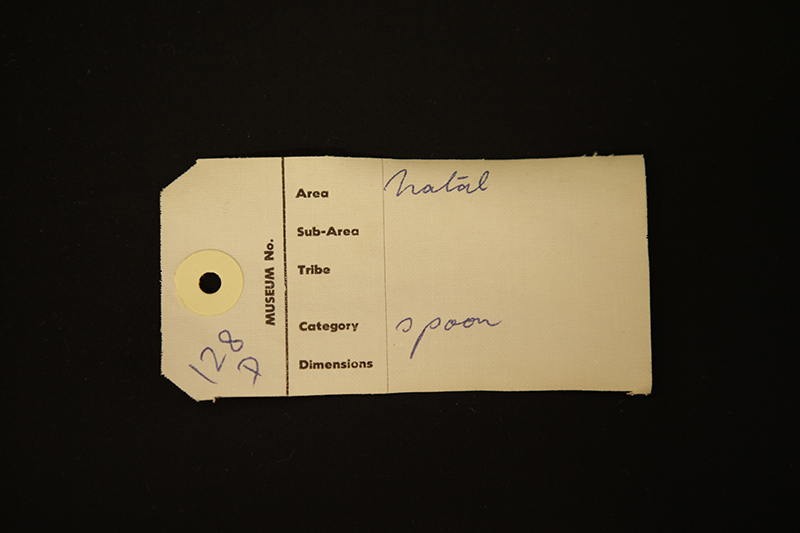 MUSEUM No.
128
A
Area Natal
Sub-Area
Tribe
Category spoon
Dimensions